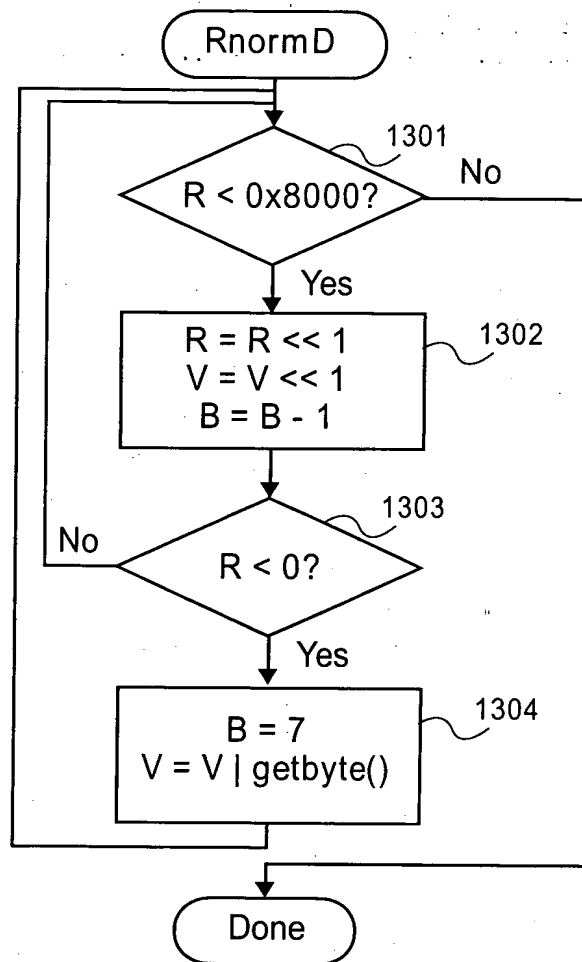 RnormD
1301
R < 0x8000?
No
Yes
R = R << 1
V = V << 1
B = B - 1
1302
1303
No
R < 0?
Yes
1304
B = 7
V = V | getbyte()
Done